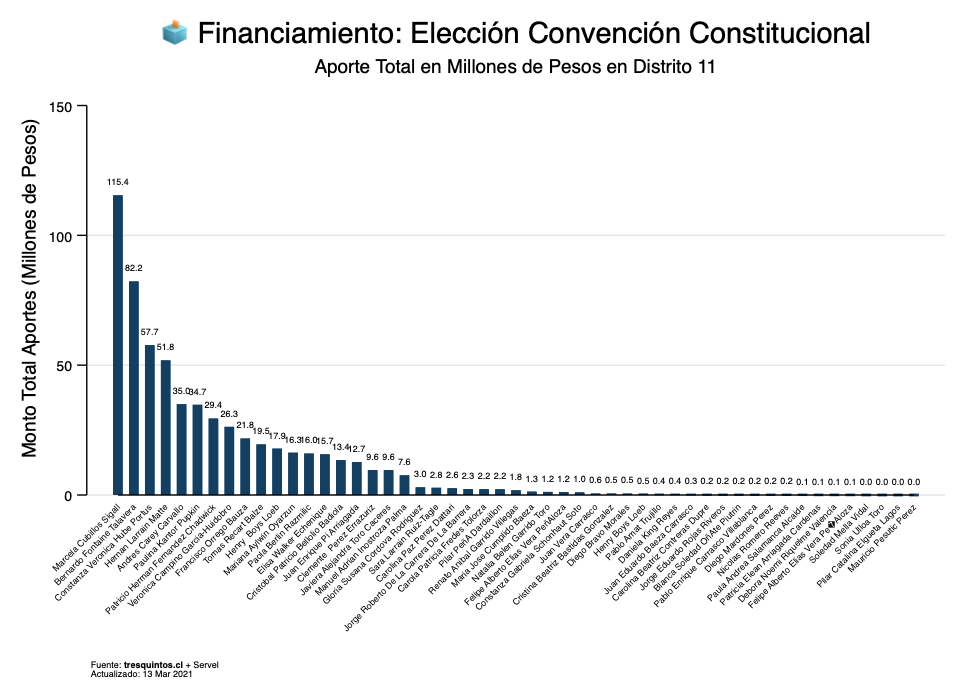 🗳 Financiamiento: Elección Convención Constitucional
Aporte Total en Millones de Pesos en Distrito 11
Monto Total Aportes (Millones de Pesos)
150
100
50
0
115.4
82.2
57.7
51.8
35.0
34.7
29.4
26.3
21.8
19.5
17.9
16.3
16.0
15.7
13.4
12.7
9.6
9.6
7.6
3.0
2.8
2.6
2.3
2.2
2.2
1.8
1.3
1.2
1.2
1.0
0.6
0.5
0.5
0.5
0.4
0.4
0.3
0.2
0.2
0.2
0.2
0.2
0.2
0.1
0.1
0.1
0.1
0.0
0.0
0.0
0.0
Marcela Cubillos Sigall
Bernardo Fontaine Talavera
Constanza Veronica Hube Portus
Hernan Larrain Matte
Andres Carey Carvallo
Paulina Kantor Pupkin
Patricio Hernan Fernandez Chadwick
Veronica Campino Garcia-Huidobro
Francisco Orrego Bauza
Tomas Recart Balze
Henry Boys Loeb
Mariana Aylwin Oyarzun
Paola Berlin Razmilic
Elisa Walker Echenique
Cristobal Patricio Bellolio Badiola
Juan Enrique Pi Arriagada
Clemente Perez Errazuriz
Javiera Alejandra Toro Caceres
Manuel Adrian Inostroza Palma
Gloria Susana Cordova Rodriguez
Sara Larrain Ruiz-Tagle
Carolina Paz Perez Dattari
Jorge Roberto De La Carrera De La Barrera
Carola Patricia Fredes Tolorza
Pilar PeñA Dardaillon
Renato Anibal Garrido Villegas
Maria Jose Cumplido Baeza
Natalia Belen Garrido Toro
Felipe Alberto Elias Vera PeñAloza
Constanza Gabriela Schonhaut Soto
Juan Vera Carrasco
Cristina Beatriz Bastidas Gonzalez
Diego Bravo Morales
Henry Boys Loeb
Pablo Amat Trujillo
Daniela King Reyes
Juan Eduardo Baeza Carrasco
Carolina Beatriz Contreras Dupre
Jorge Eduardo Rojas Riveros
Blanca Soledad OñAte Plumn
Pablo Enrique Carrasco Villablanca
Diego Mardones Perez
Nicolas Romero Reeves
Paula Andrea Salamanca Alcaide
Patricia Elean Arriagada Cardenas
Debora Noemi Riquelme Valencia
Felipe Alberto Elias Vera Pe�Aloza
Soledad Mella Vidal
Sonia Ulloa Toro
Pilar Catalina Elgueta Lagos
Mauricio Pesutic Perez
Fuente: tresquintos.cl + Servel
Actualizado: 13 Mar 2021